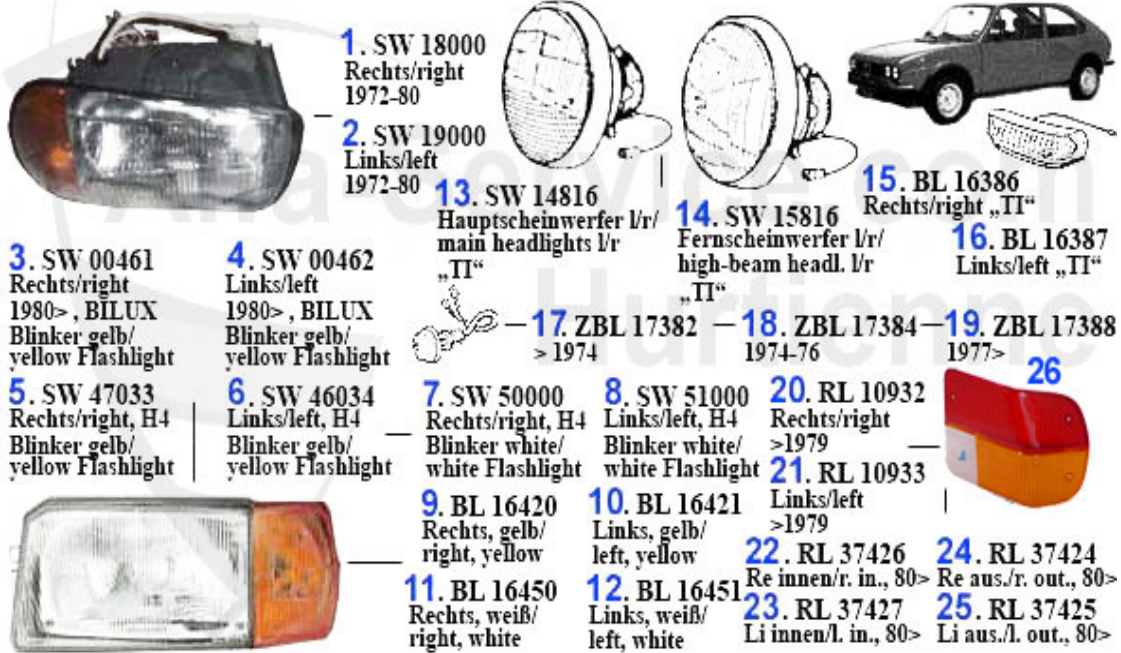 1. SW 18000
Rechts/right
1972-80
2. SW 19000
Links/left
1972-80
13. SW 14816
Hauptscheinwerfer l/r/
main headlights l/r
„TI“
14. SW 15816
Fernscheinwerfer l/r/
high-beam headl. l/r
„TI“
15. BL 16386
Rechts/right „TI“
16. BL 16387
Links/left „TI“
3. SW 00461
Rechts/right
1980> , BILUX
Blinker gelb/
yellow Flashlight
4. SW 00462
Links/left
1980> , BILUX
Blinker gelb/
yellow Flashlight
17. ZBL 17382
> 1974
18. ZBL 17384
1974-76
19. ZBL 17388
1977>
5. SW 47033
Rechts/right, H4
Blinker gelb/
yellow Flashlight
6. SW 46034
Links/left, H4
Blinker gelb/
yellow Flashlight
7. SW 50000
Rechts/right, H4
Blinker white/
white Flashlight
8. SW 51000
Links/left, H4
Blinker white/
white Flashlight
20. RL 10932
Rechts/right
>1979
26
21. RL 10933
Links/left
>1979
9. BL 16420
Rechts, gelb/
right, yellow
10. BL 16421
Links, gelb/
left, yellow
11. BL 16450
Rechts, weiß/
right, white
12. BL 16451
Links, weiß/
left, white
22. RL 37426
Re innen/r. in., 80>
23. RL 37427
Li innen/l. in., 80>
24. RL 37424
Re aus./r. out., 80>
25. RL 37425
Li aus./l. out., 80>
Hurtienne